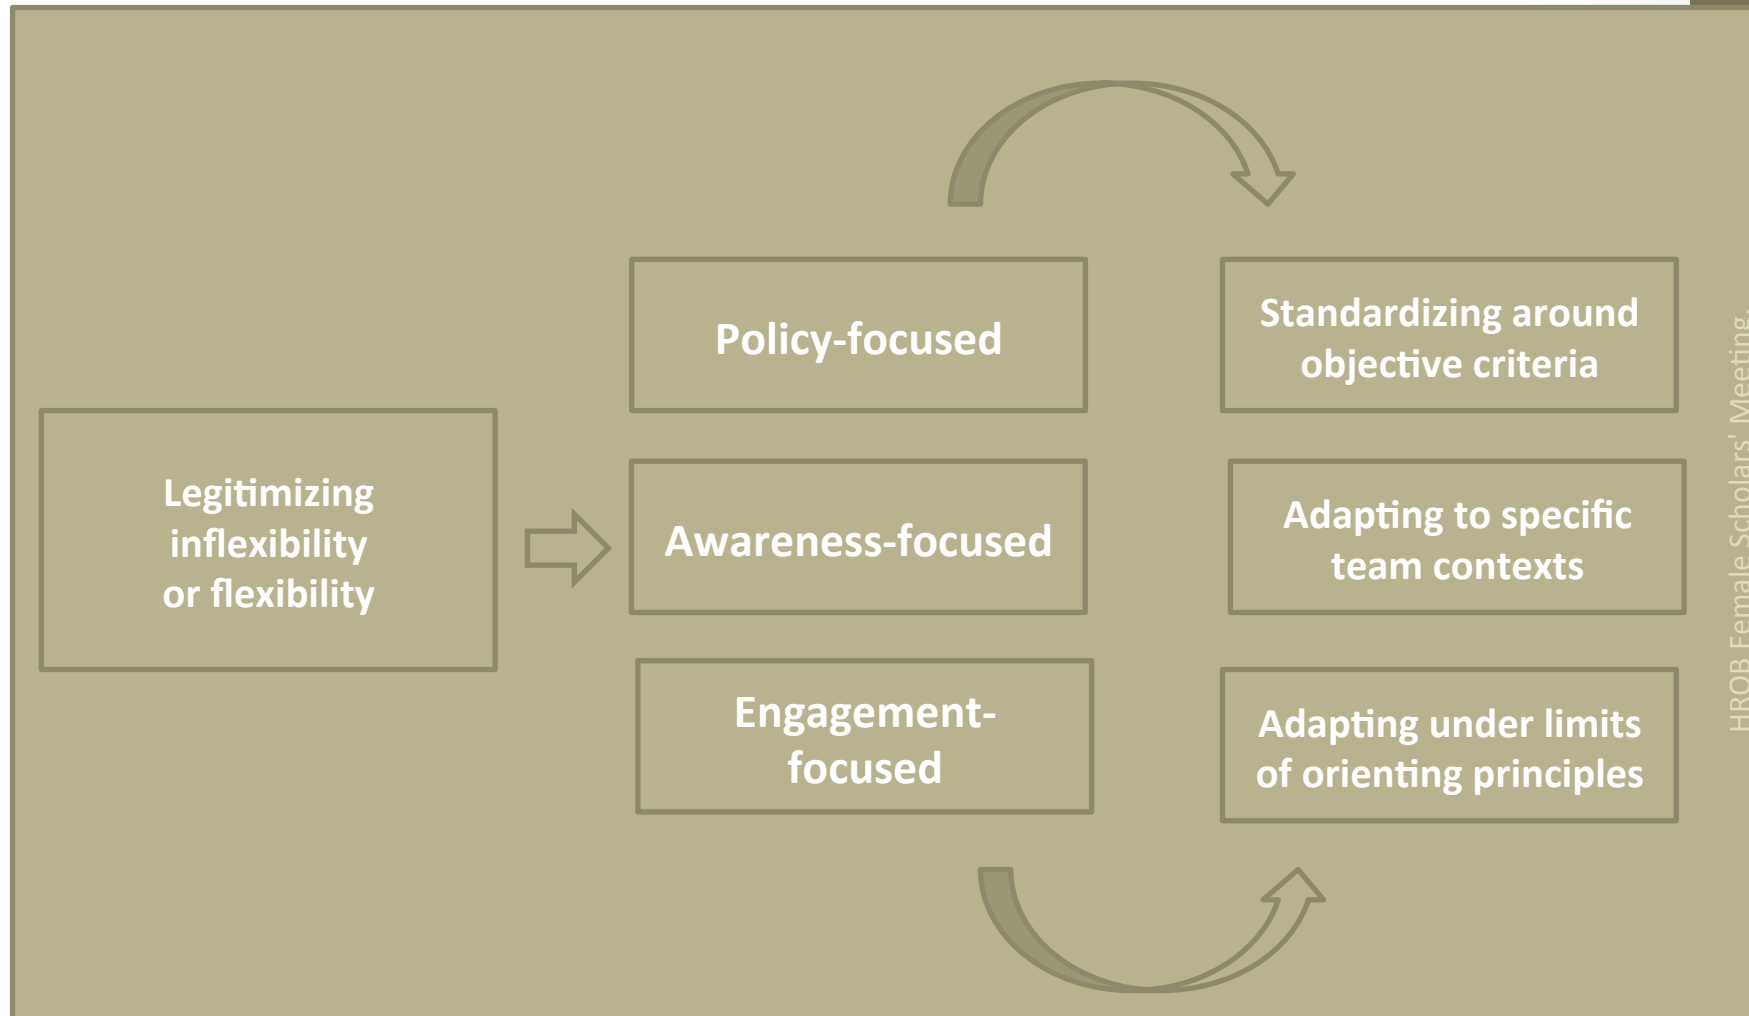 Legitimizing
inflexibility
or flexibility
Policy-focused
Awareness-focused
Engagement-
focused
Standardizing around
objective criteria
Adapting to specific
team contexts
Adapting under limits
of orienting principles
HROB Female Scholars' Meeting,